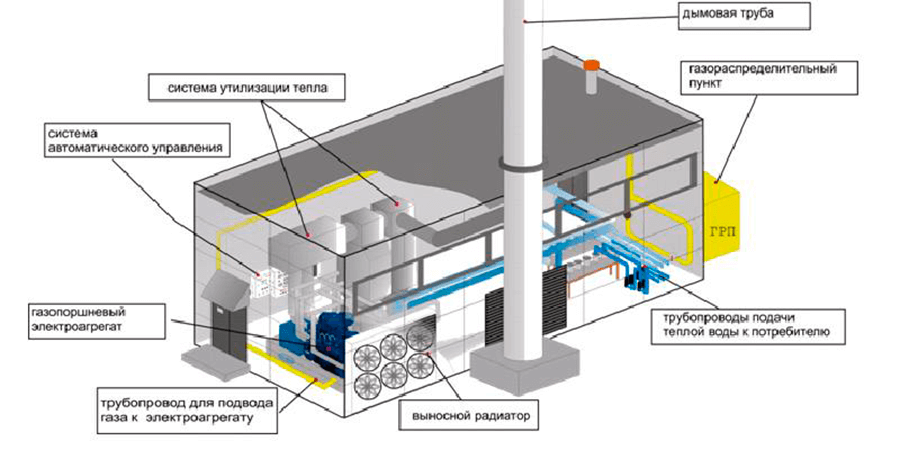 дымовая труба
газораспределительный
пункт
система утилизации тепла
система
автоматического управления
ГРП
газопоршневый
электроагрегат
трубопроводы подачи
теплой воды к потребителю
трубопровод для подвода
газа к электроагрегату
выносной радиатор